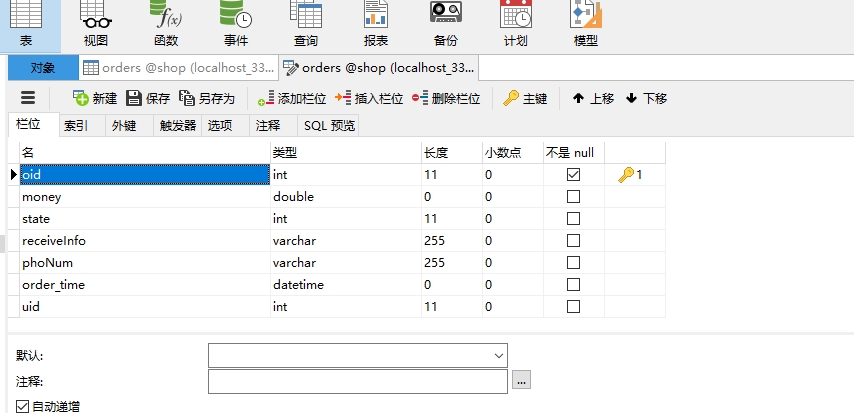 表 视图 函数 事件 查询 报表 备份 计划 模型
对象 orders @shop (localhost_33... orders @shop (localhost_33...
新建 保存 另存为 添加栏位 插入栏位 删除栏位 主键 上移 下移
栏位 索引 外键 触发器 选项 注释 SQL 预览
名 类型 长度 小数点 不是 null
oid int 11 0 1
money double 0 0
state int 11 0
receiveInfo varchar 255 0
phoNum varchar 255 0
order_time datetime 0 0
uid int 11 0
默认:
注释: ...
自动递增